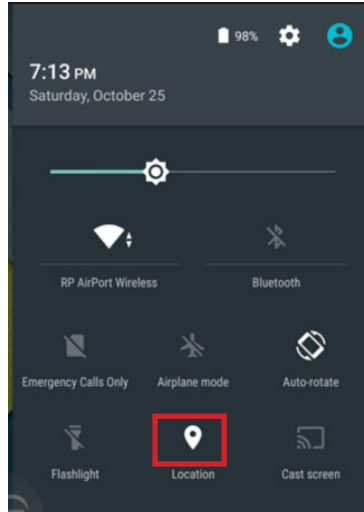 98%
7:13 PM
Saturday, October 25
RP AirPort Wireless
Bluetooth
Emergency Calls Only
Airplane mode
Auto-rotate
Flashlight
Location
Cast screen